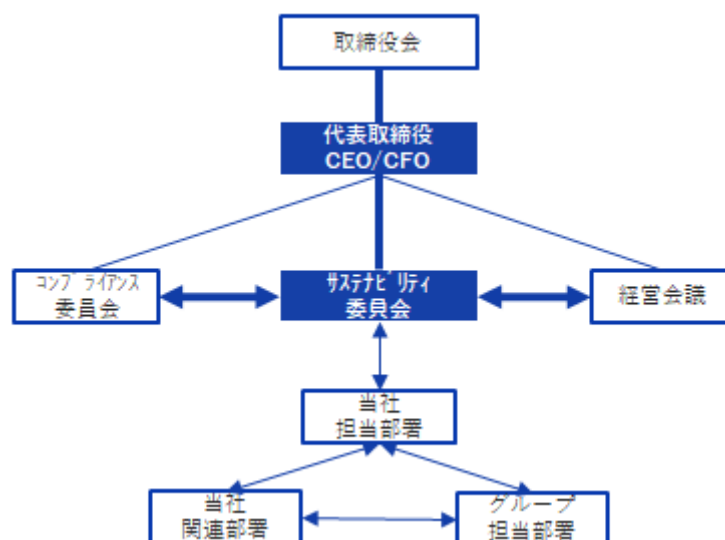 取締役会
代表取締役
CEO/CFO
ｺﾝﾌﾟﾗｲｱﾝｽ
委員会
ｻｽﾃﾅﾋﾞﾘﾃｨ
委員会
経営会議
当社
担当部署
当社
関連部署
グループ
担当部署